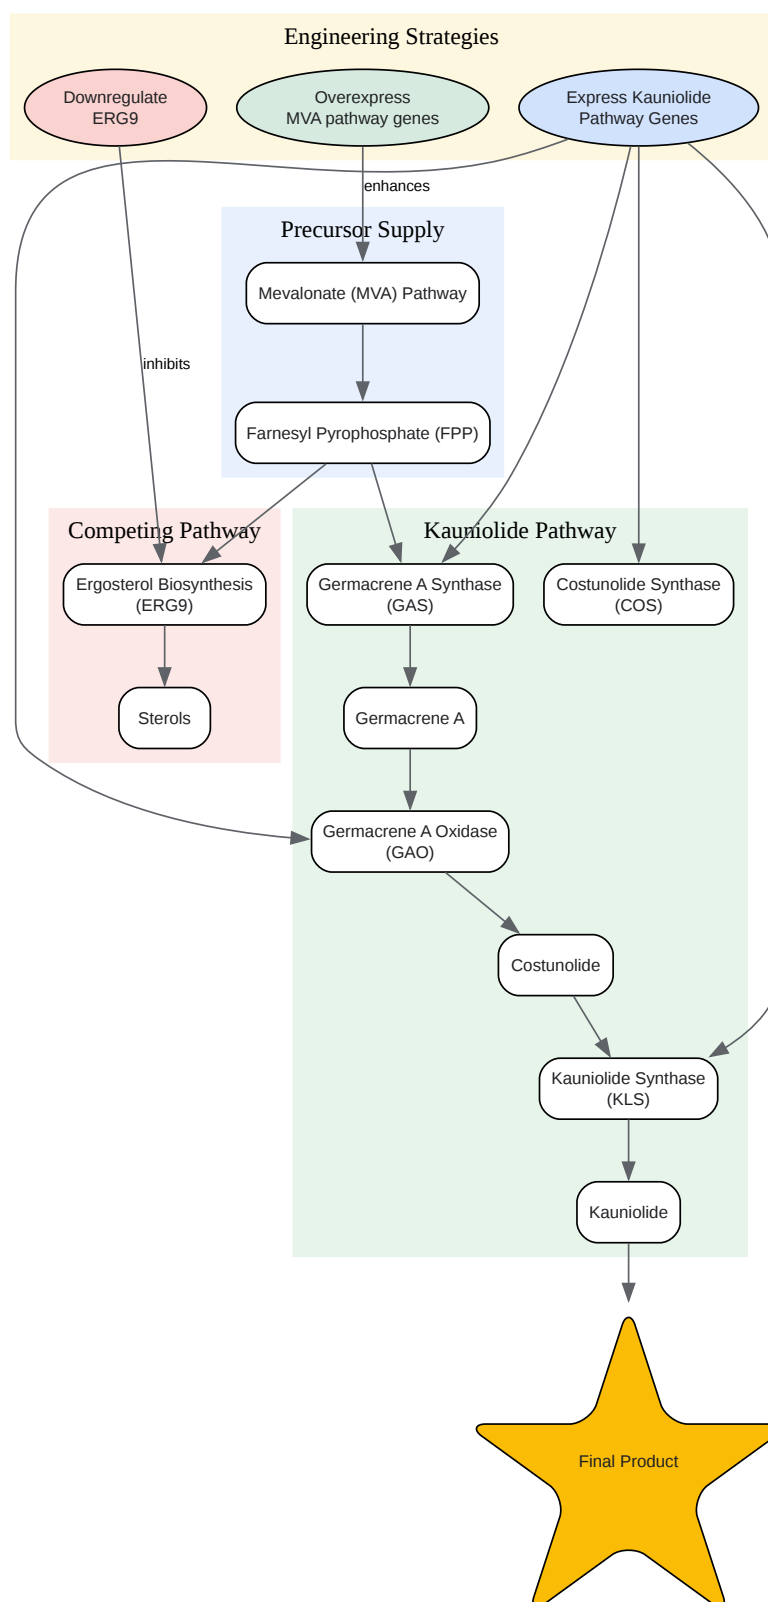 Engineering Strategies
Downregulate
ERG9
Overexpress
MVA pathway genes
Express Kauniolide
Pathway Genes
enhances
Precursor Supply
Mevalonate (MVA) Pathway
inhibits
Farnesyl Pyrophosphate (FPP)
Competing Pathway
Kauniolide Pathway
Ergosterol Biosynthesis
(ERG9)
Germacrene A Synthase
(GAS)
Costunolide Synthase
(COS)
Sterols
Germacrene A
Germacrene A Oxidase
(GAO)
Costunolide
Kauniolide Synthase
(KLS)
Kauniolide
Final Product